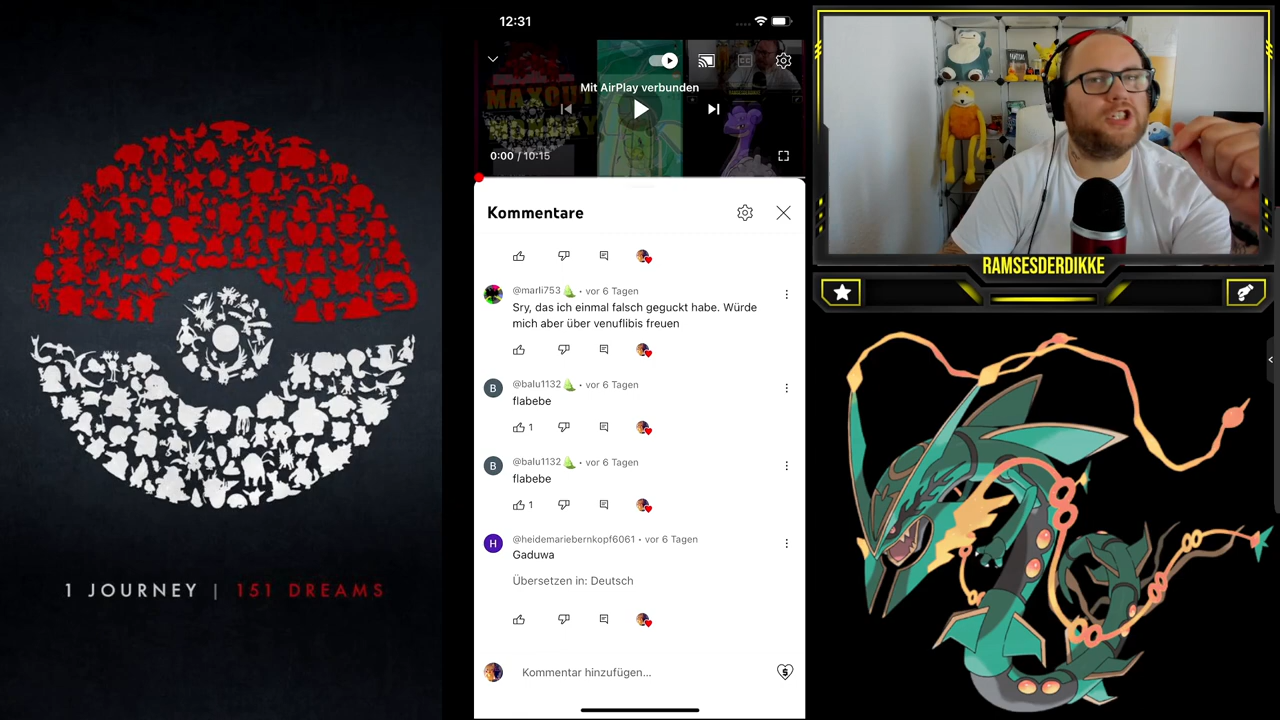 12:31
Mit AirPlay verbunden
0:00 / 10:15
Kommentare
@marli753 • vor 6 Tagen
Sry, das ich einmal falsch geguckt habe. Würde
mich aber über venuflibis freuen
B
@balu1132 • vor 6 Tagen
flabebe
1
B
@balu1132 • vor 6 Tagen
flabebe
1
H
@heidemariebernkopf6061 • vor 6 Tagen
Gaduwa
Übersetzen in: Deutsch
Kommentar hinzufügen...
1 JOURNEY | 151 DREAMS
RAMSESDERDIKKE